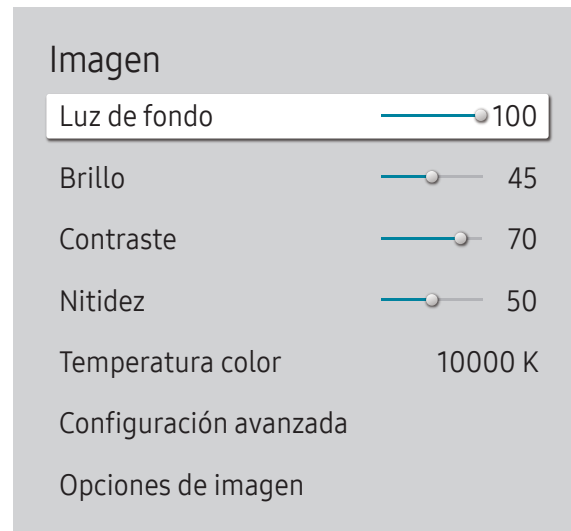 Imagen
Luz de fondo 100
Brillo 45
Contraste 70
Nitidez 50
Temperatura color 10000 K
Configuración avanzada
Opciones de imagen